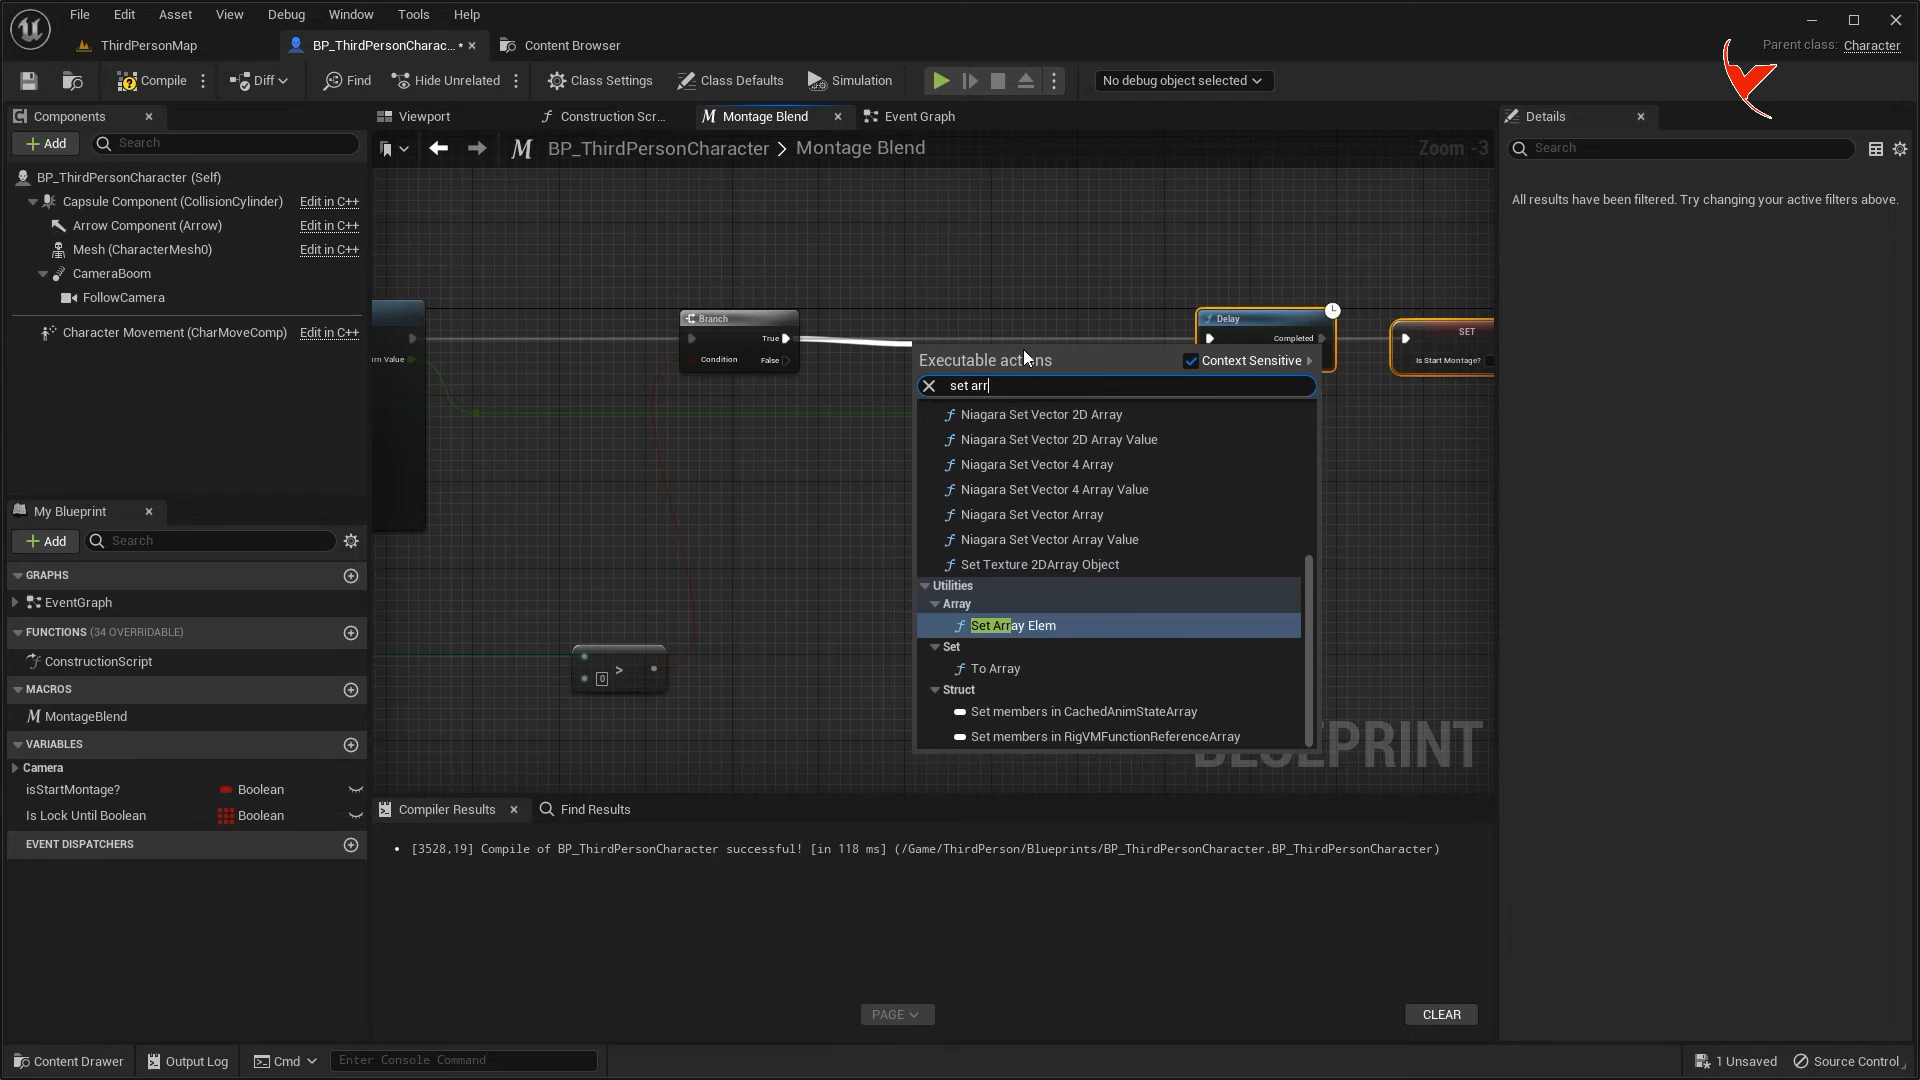 File Edit Asset View Debug Window Tools Help
ThirdPersonMap BP_ThirdPersonCharac... • Content Browser Parent class: Character
Compile Diff Find Hide Unrelated Class Settings Class Defaults Simulation No debug object selected
Components Viewport Construction Scr... Montage Blend Event Graph Details
Add Search BP_ThirdPersonCharacter > Montage Blend Zoom -3 Search
BP_ThirdPersonCharacter (Self)
All results have been filtered. Try changing your active filters above.
Capsule Component (CollisionCylinder) Edit in C++
Arrow Component (Arrow) Edit in C++
Mesh (CharacterMesh0) Edit in C++
CameraBoom
FollowCamera
Character Movement (CharMoveComp) Edit in C++
Branch Delay SET
True Completed
urn Value Condition False Is Start Montage?
Executable actions Context Sensitive
set arr
Niagara Set Vector 2D Array
Niagara Set Vector 2D Array Value
Niagara Set Vector 4 Array
Niagara Set Vector 4 Array Value
Niagara Set Vector Array
Niagara Set Vector Array Value
Set Texture 2DArray Object
Utilities
Array
Set Array Elem
Set
To Array
Struct
Set members in CachedAnimStateArray
Set members in RigVMFunctionReferenceArray
0 >
My Blueprint
Add Search
GRAPHS
EventGraph
FUNCTIONS (34 OVERRIDABLE)
ConstructionScript
MACROS
MontageBlend
VARIABLES
Camera
isStartMontage? Boolean
Is Lock Until Boolean Boolean
EVENT DISPATCHERS
BLUEPRINT
Compiler Results Find Results
• [3528,19] Compile of BP_ThirdPersonCharacter successful! [in 118 ms] (/Game/ThirdPerson/Blueprints/BP_ThirdPersonCharacter.BP_ThirdPersonCharacter)
PAGE CLEAR
Content Drawer Output Log Cmd Enter Console Command 1 Unsaved Source Control